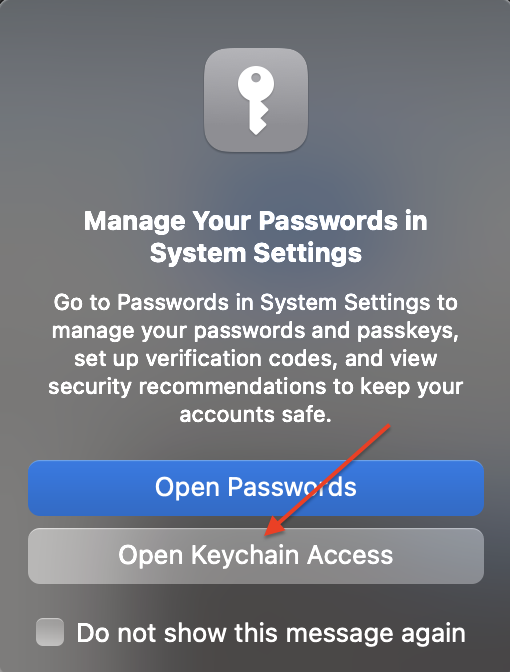 Manage Your Passwords in
System Settings
Go to Passwords in System Settings to
manage your passwords and passkeys,
set up verification codes, and view
security recommendations to keep your
accounts safe.
Open Passwords
Open Keychain Access
Do not show this message again